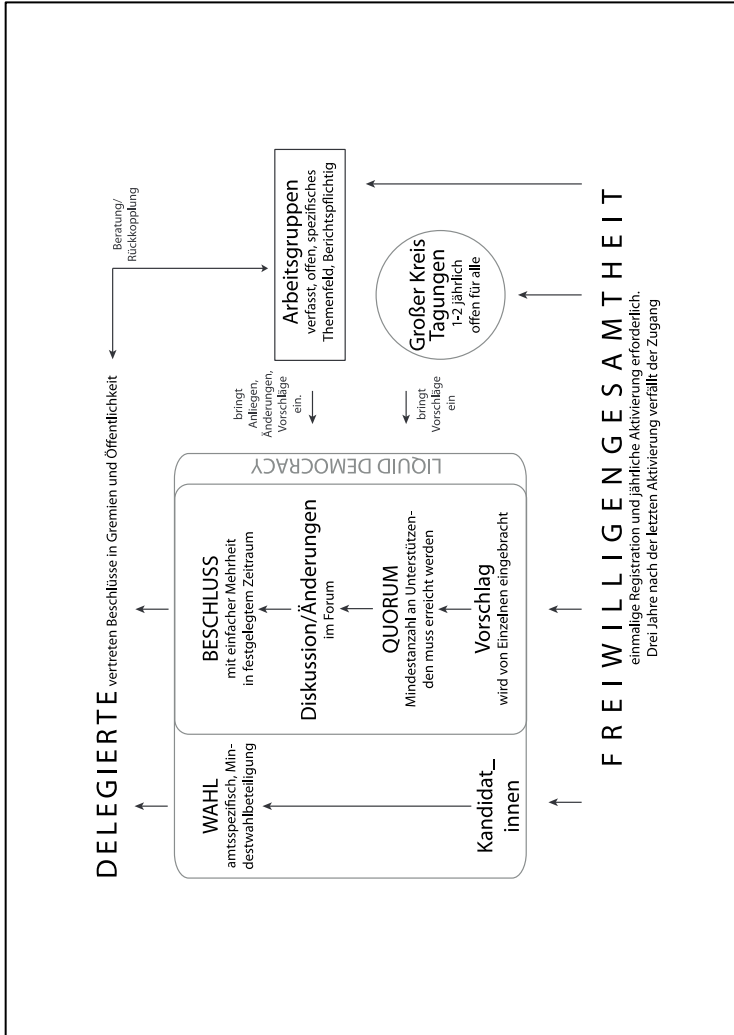 DELEGIERTE vertreten Beschlüsse in Gremien und Öffentlichkeit
Beratung/
Rückkopplung
WAHL
amtsspezifisch, Min-
destwahlbeteiligung
Kandidat_
innen
BESCHLUSS
mit einfacher Mehrheit
in festgelegtem Zeitraum
Diskussion/Änderungen
im Forum
QUORUM
Mindestanzahl an Unterstützen-
den muss erreicht werden
Vorschlag
wird von Einzelnen eingebracht
LIQUID DEMOCRACY
bringt
Anliegen,
Änderungen,
Vorschläge
ein.
bringt
Vorschläge
ein
Arbeitsgruppen
verfasst, offen, spezifisches
Themenfeld, Berichtspflichtig
Großer Kreis
Tagungen
1-2 jährlich
offen für alle
FREIWILLIGENGESAMTHEIT
einmalige Registration und jährliche Aktivierung erforderlich.
Drei Jahre nach der letzten Aktivierung verfällt der Zugang